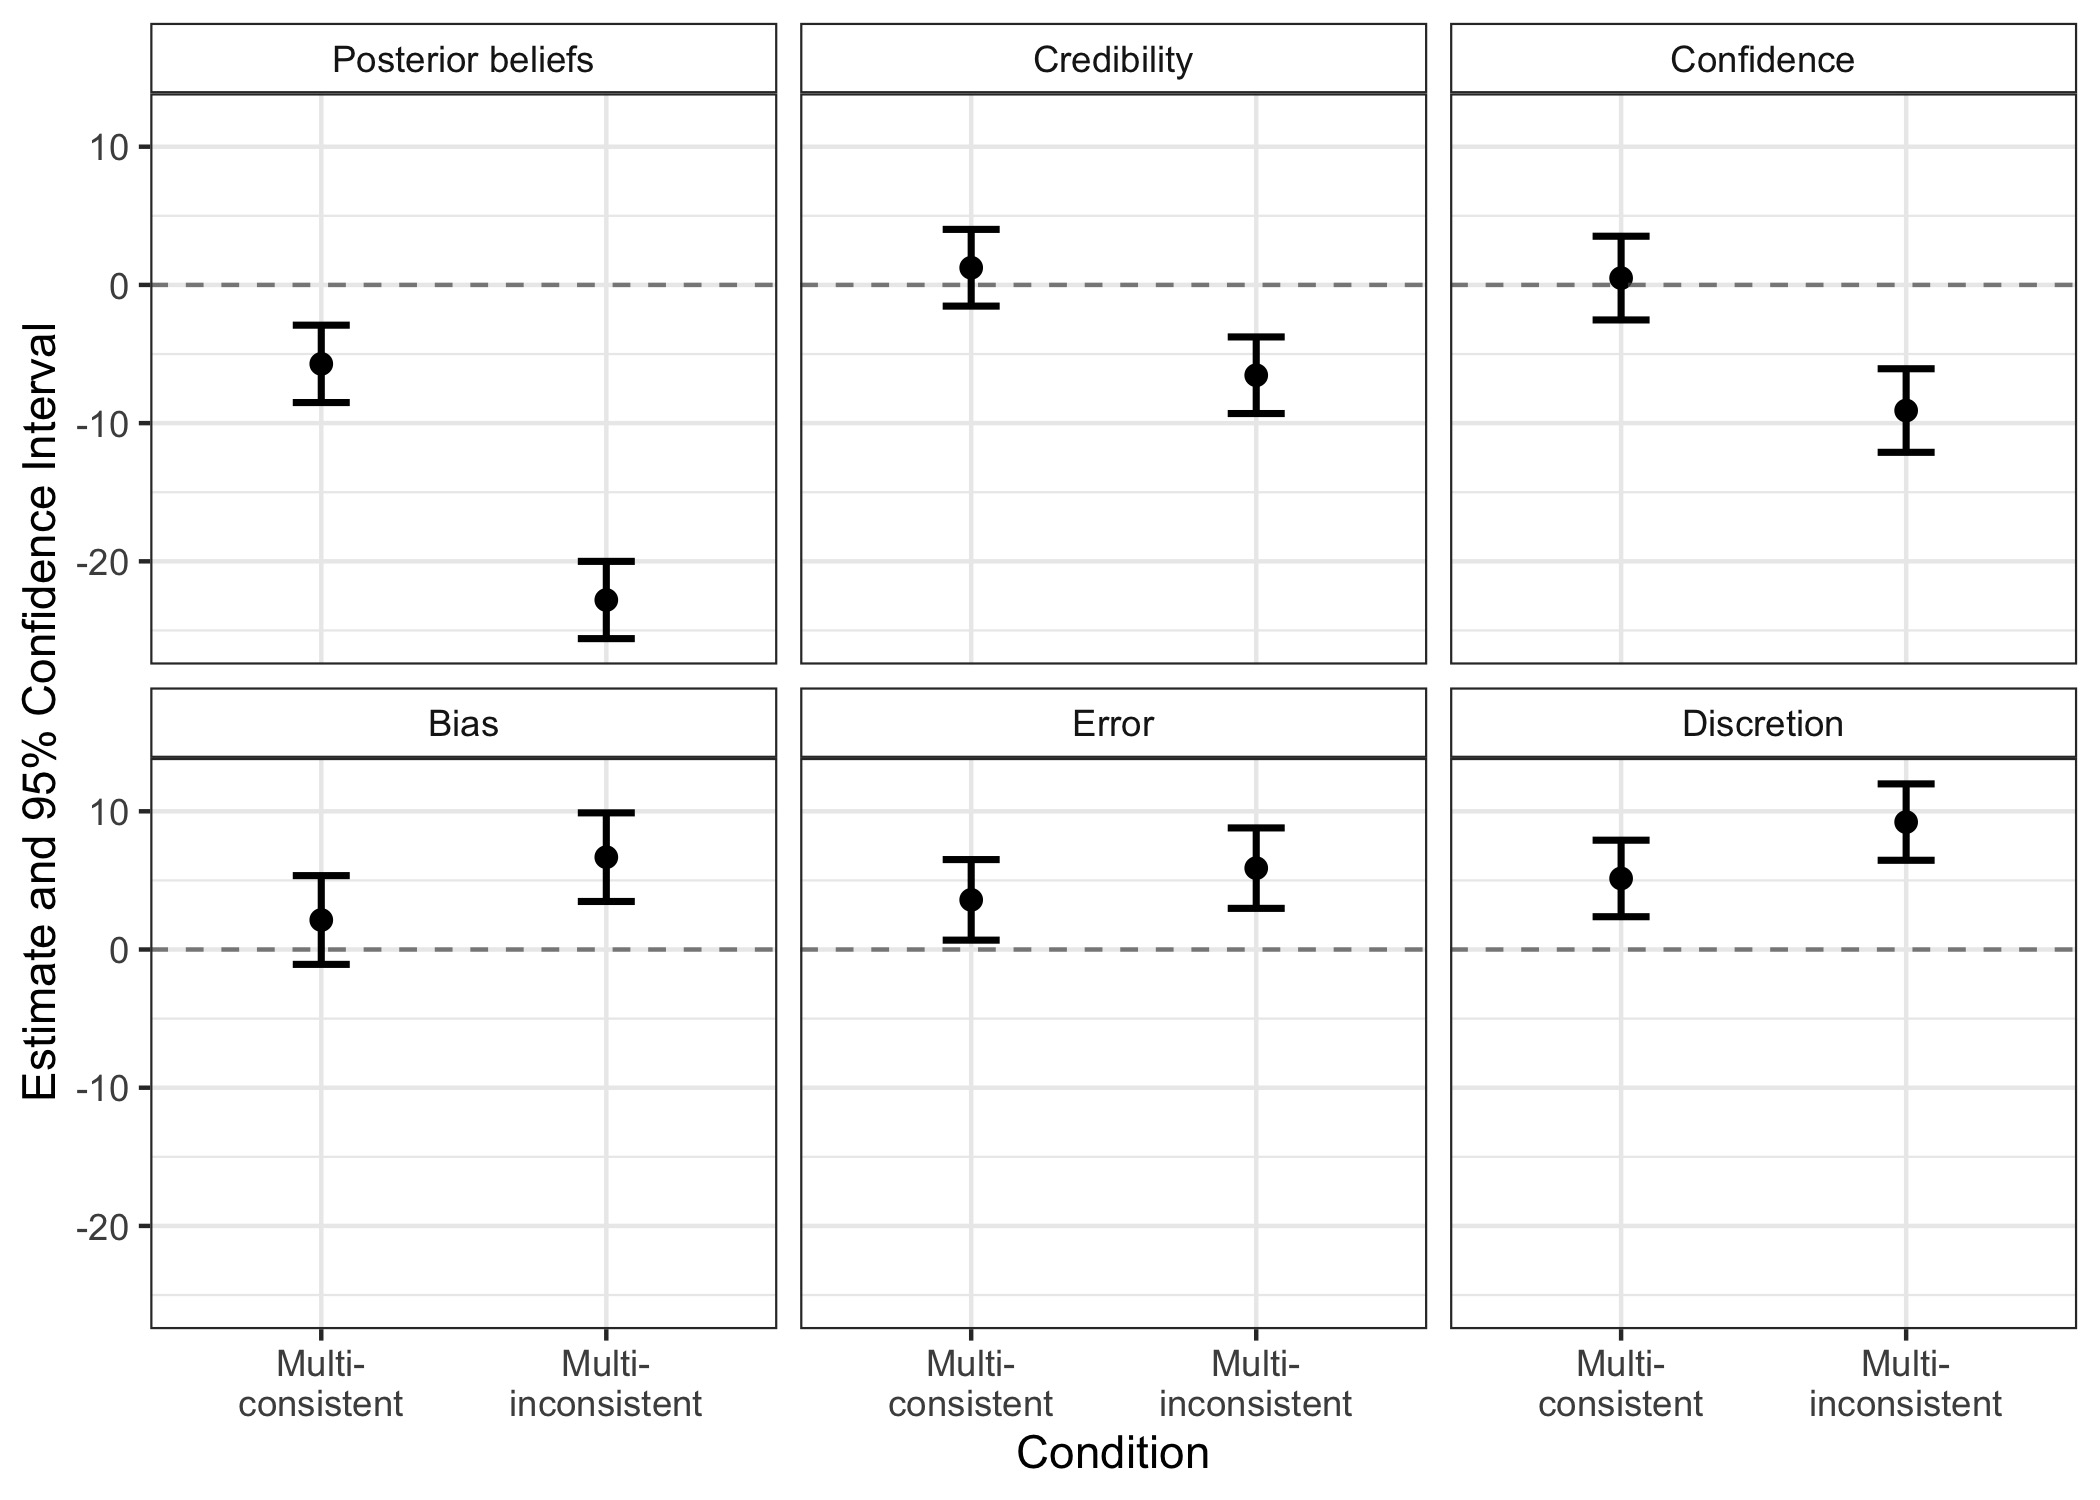 Posterior beliefs
Credibility
Confidence
10
0
-10
-20
Bias
Error
Discretion
10
0
-10
-20
Estimate and 95% Confidence Interval
Multi-
consistent
Multi-
inconsistent
Multi-
consistent
Multi-
inconsistent
Multi-
consistent
Multi-
inconsistent
Condition